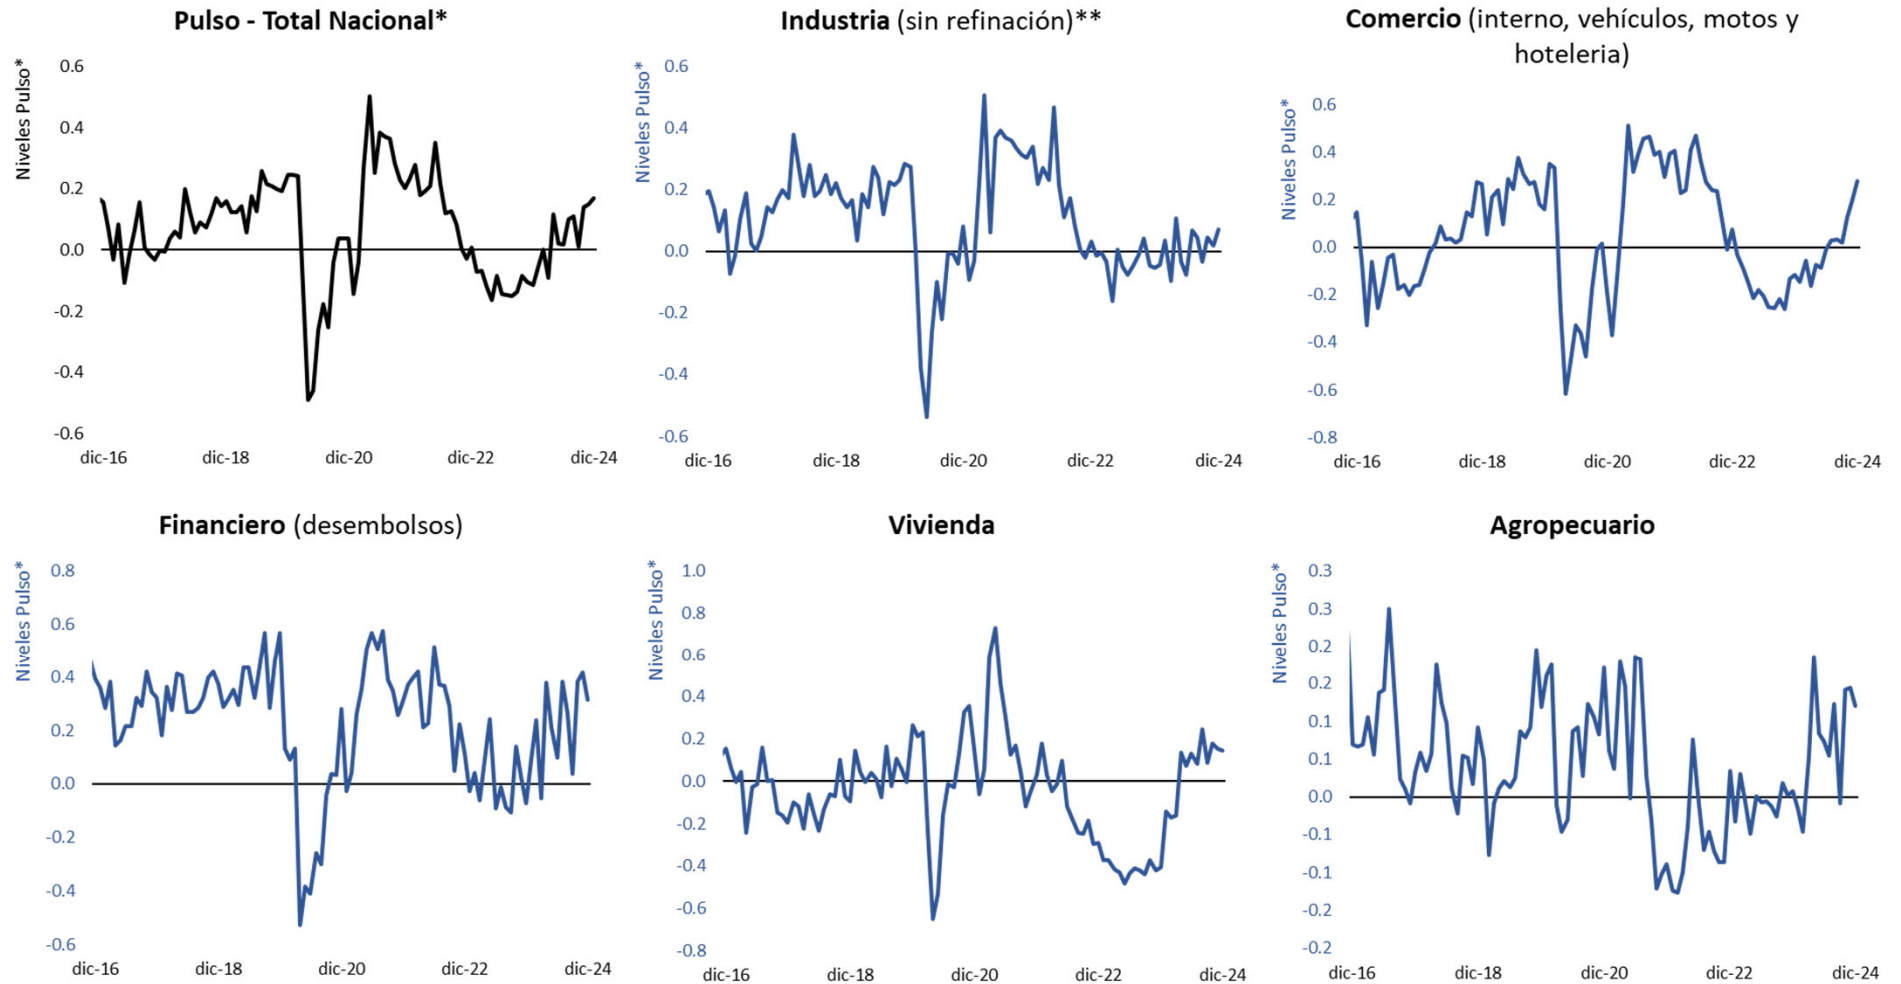 Pulso - Total Nacional*
Niveles Pulso*
0.6
0.4
0.2
0.0
-0.2
-0.4
-0.6
dic-16 dic-18 dic-20 dic-22 dic-24
Industria (sin refinación)**
Niveles Pulso*
0.6
0.4
0.2
0.0
-0.2
-0.4
-0.6
dic-16 dic-18 dic-20 dic-22 dic-24
Comercio (interno, vehículos, motos y
hoteleria)
Niveles Pulso*
0.6
0.4
0.2
0.0
-0.2
-0.4
-0.6
-0.8
dic-16 dic-18 dic-20 dic-22 dic-24
Financiero (desembolsos)
Niveles Pulso*
0.8
0.6
0.4
0.2
0.0
-0.2
-0.4
-0.6
dic-16 dic-18 dic-20 dic-22 dic-24
Vivienda
Niveles Pulso*
1.0
0.8
0.6
0.4
0.2
0.0
-0.2
-0.4
-0.6
-0.8
dic-16 dic-18 dic-20 dic-22 dic-24
Agropecuario
Niveles Pulso*
0.3
0.3
0.2
0.2
0.1
0.1
0.0
-0.1
-0.1
-0.2
-0.2
dic-16 dic-18 dic-20 dic-22 dic-24